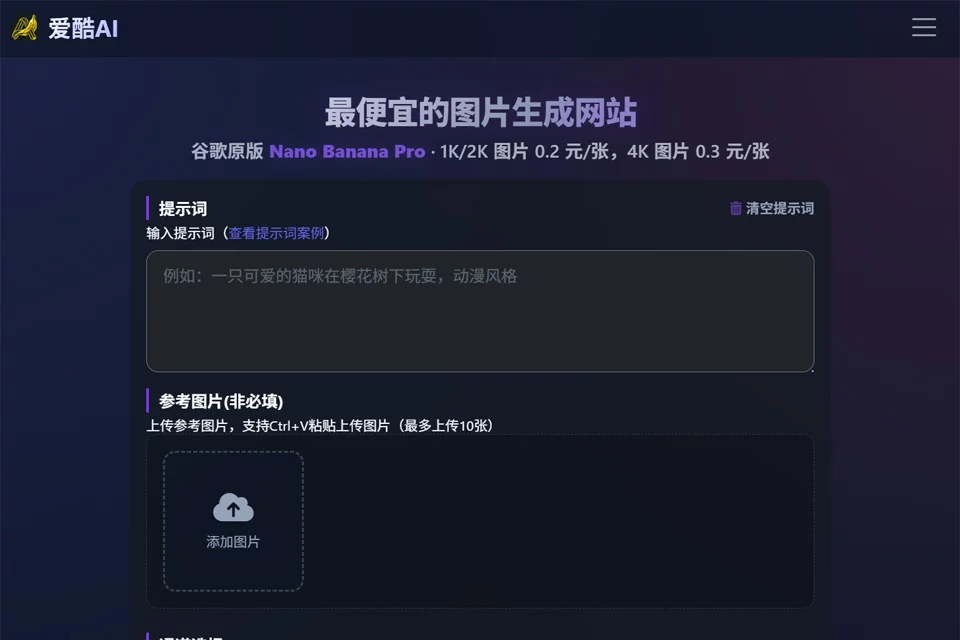 爱酷AI
最便宜的图片生成网站
谷歌原版 Nano Banana Pro · 1K/2K 图片 0.2 元/张，4K 图片 0.3 元/张
提示词
清空提示词
输入提示词（查看提示词案例）
例如：一只可爱的猫咪在樱花树下玩耍，动漫风格
参考图片(非必填)
上传参考图片，支持Ctrl+V粘贴上传图片（最多上传10张）
添加图片